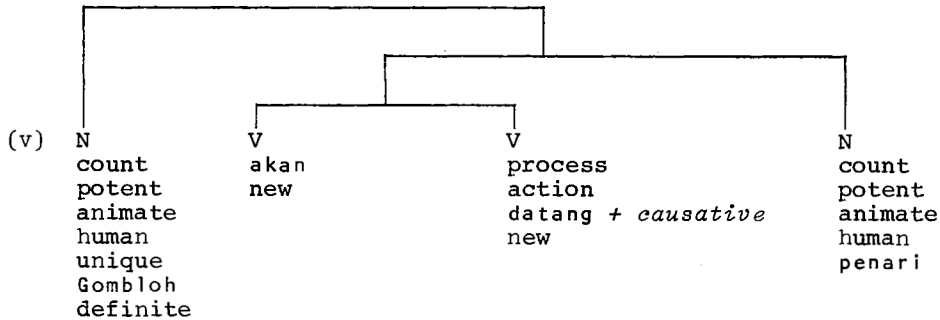 (v) N V V N
count akan process count
potent new action potent
animate datang + causative animate
human new human
unique penari
Gombloh
definite